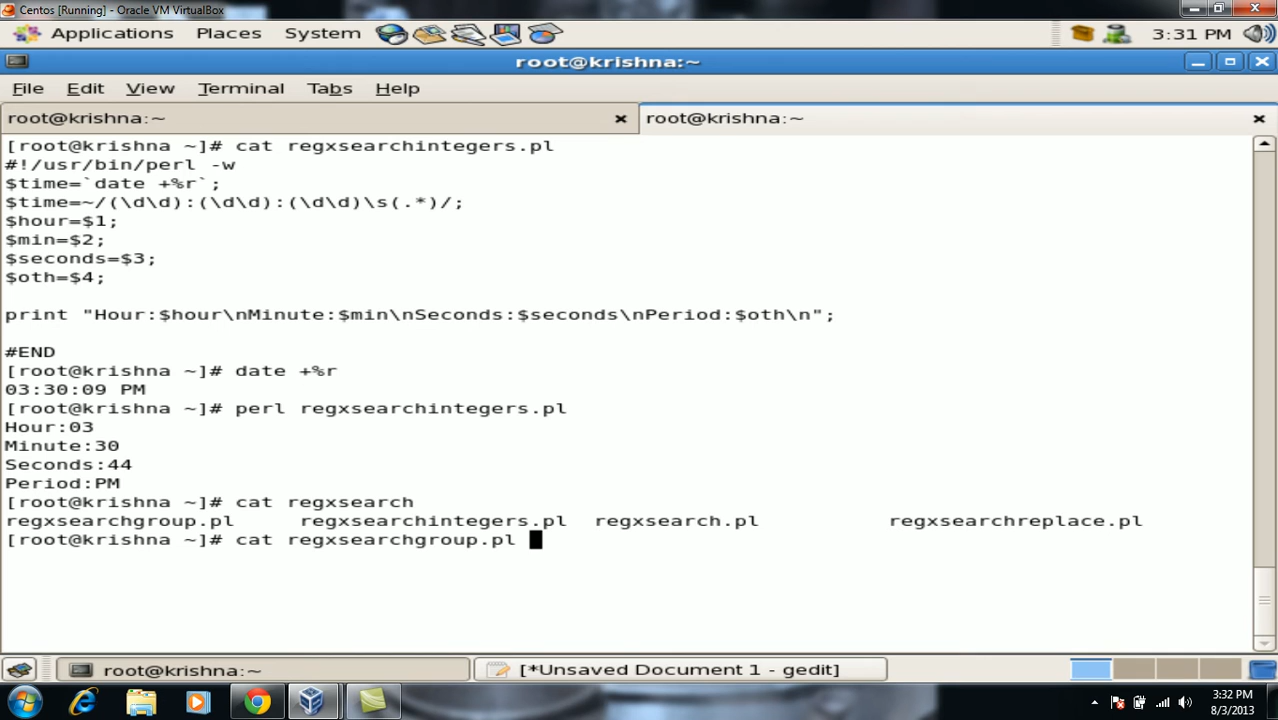 Centos [Running] - Oracle VM VirtualBox
Applications Places System 3:31 PM
root@krishna:~
File Edit View Terminal Tabs Help
root@krishna:~ root@krishna:~
[root@krishna ~]# cat regxsearchintegers.pl
#!/usr/bin/perl -w
$time=`date +%r`;
$time=~/(\d\d):(\d\d):(\d\d)\s(.*)/;
$hour=$1;
$min=$2;
$seconds=$3;
$oth=$4;
print "Hour:$hour\nMinute:$min\nSeconds:$seconds\nPeriod:$oth\n";
#END
[root@krishna ~]# date +%r
03:30:09 PM
[root@krishna ~]# perl regxsearchintegers.pl
Hour:03
Minute:30
Seconds:44
Period:PM
[root@krishna ~]# cat regxsearch
regxsearchgroup.pl regxsearchintegers.pl regxsearch.pl regxsearchreplace.pl
[root@krishna ~]# cat regxsearchgroup.pl
root@krishna:~ [*Unsaved Document 1 - gedit]
3:32 PM
8/3/2013